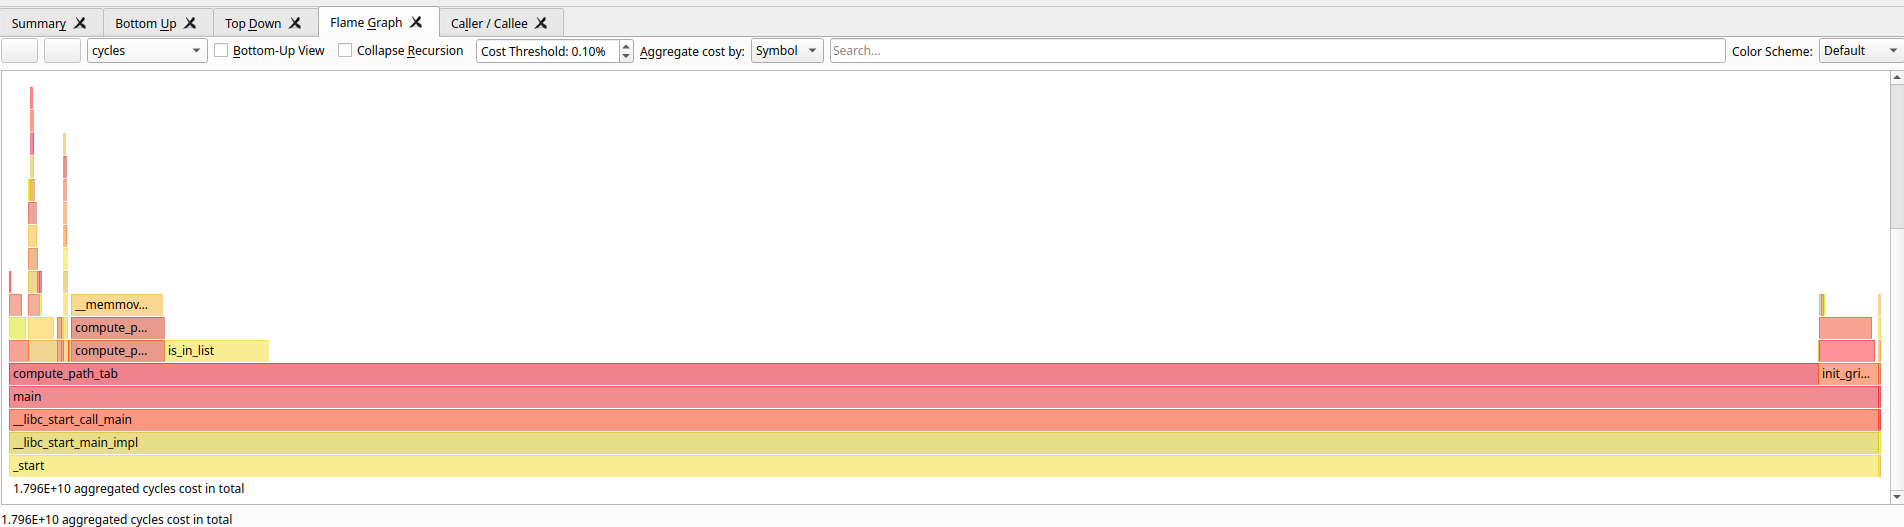 Summary Bottom Up Top Down Flame Graph Caller / Callee
cycles Bottom-Up View Collapse Recursion Cost Threshold: 0.10% Aggregate cost by: Symbol Search... Color Scheme: Default
__memmov...
compute_p...
compute_p... is_in_list
compute_path_tab init_gri...
main
__libc_start_call_main
__libc_start_main_impl
_start
1.796E+10 aggregated cycles cost in total
1.796E+10 aggregated cycles cost in total